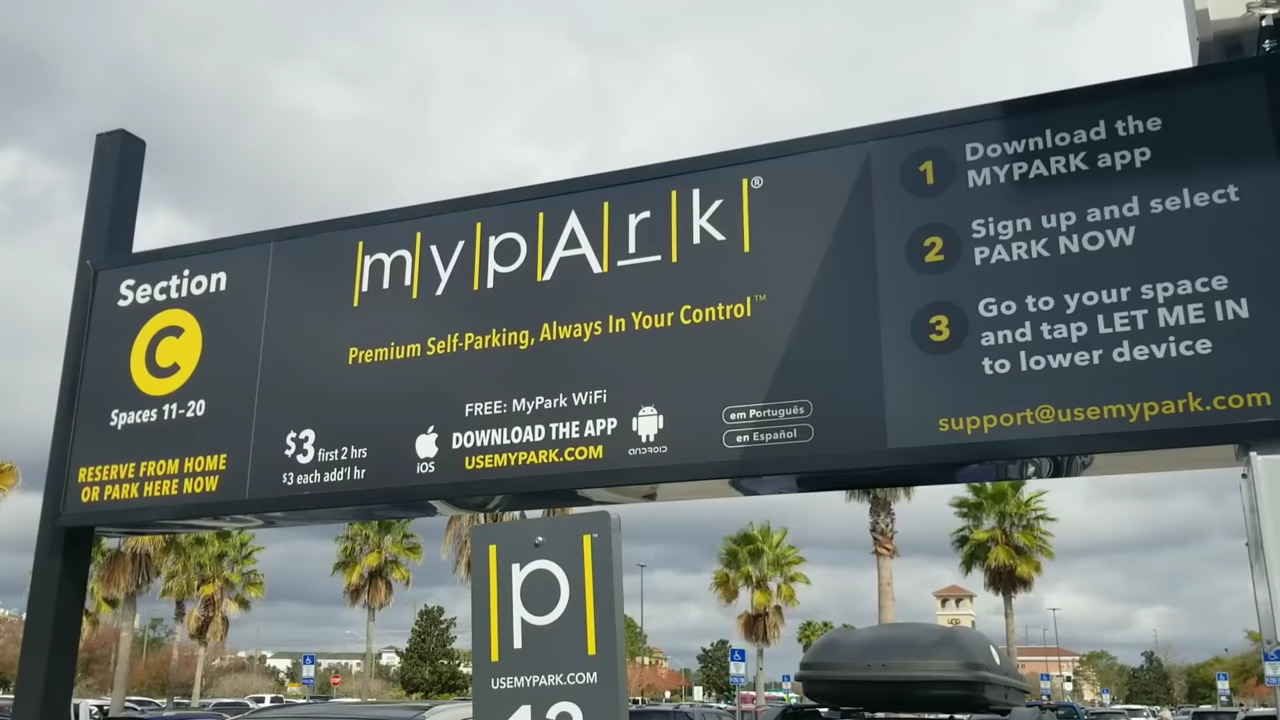 Section
C
Spaces 11-20
RESERVE FROM HOME
OR PARK HERE NOW
|m|y|p|A|r|k|®
Premium Self-Parking, Always In Your Control™
$3 first 2 hrs
$3 each add'l hr
FREE: MyPark WiFi
iOS
DOWNLOAD THE APP
USEMYPARK.COM
ANDROID
em Português
en Español
1 Download the
MYPARK app
2 Sign up and select
PARK NOW
3 Go to your space
and tap LET ME IN
to lower device
support@usemypark.com
|p|™
USEMYPARK.COM